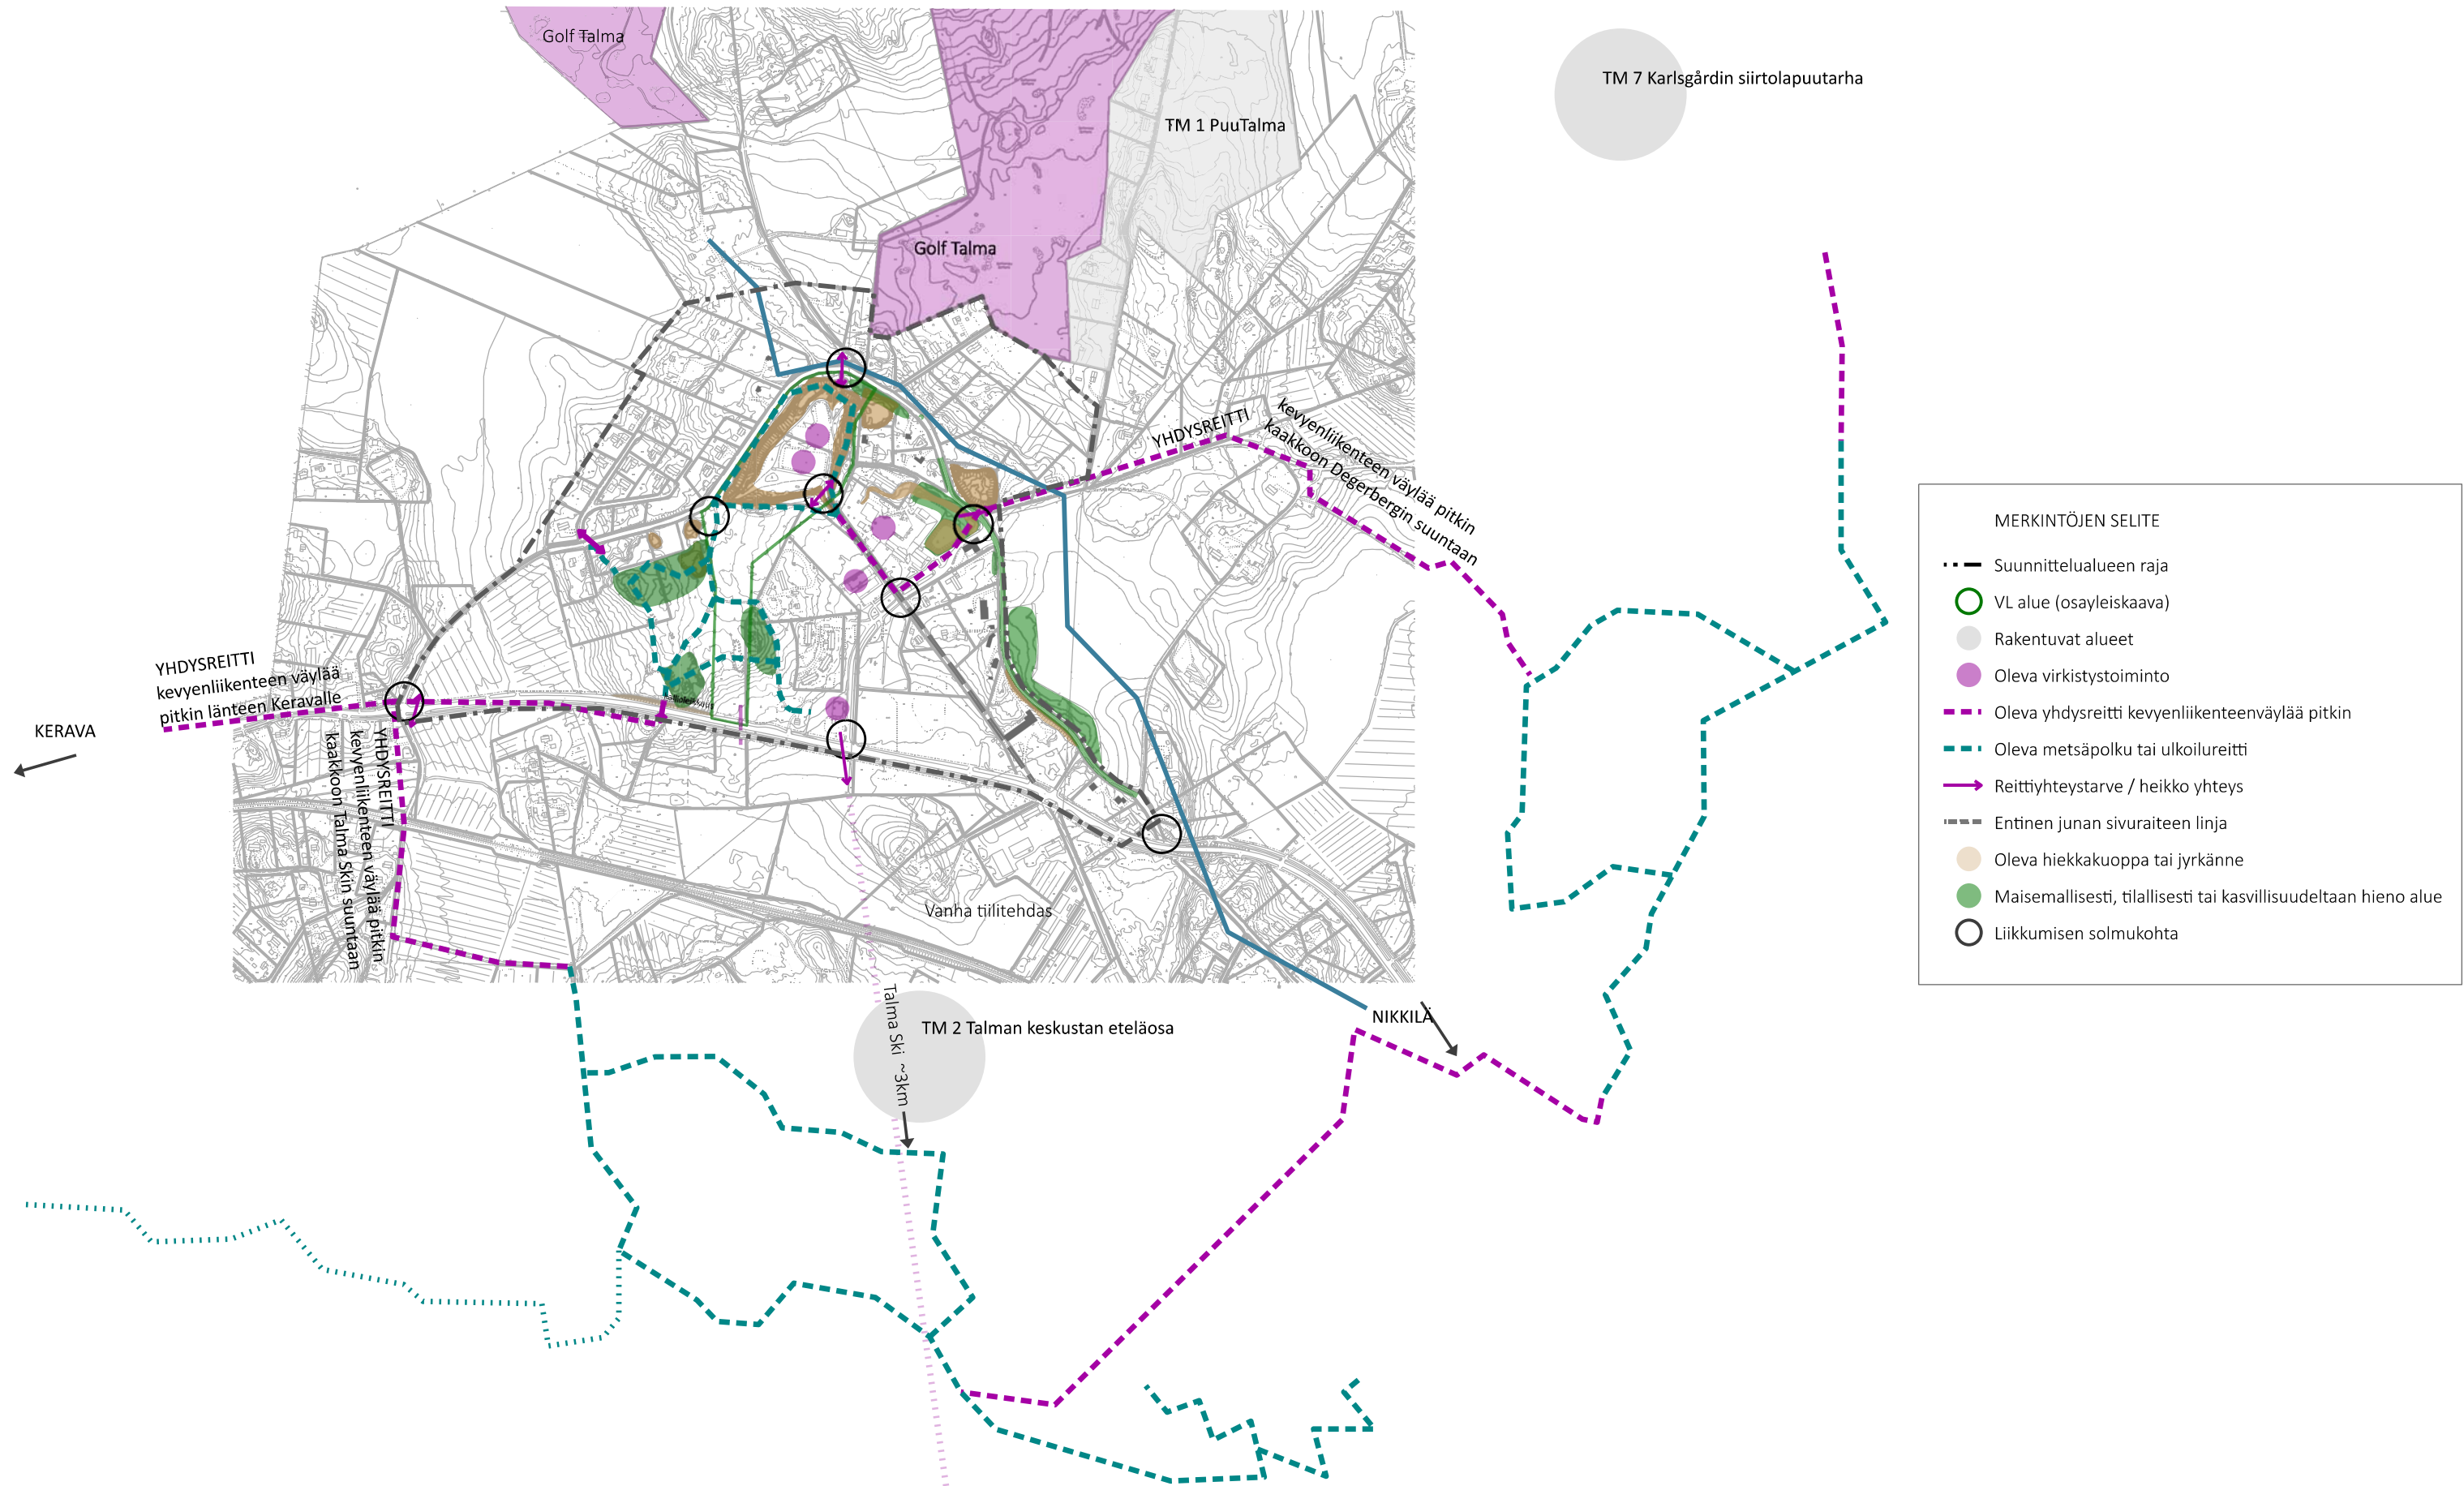 Golf Talma
TM 7 Karlsgårdin siirtolapuutarha
TM 1 PuuTalma
Golf Talma
YHDYSREITTI
kevyenliikenteen väylää pitkin
kaakkoon Degerbergin suuntaan
YHDYSREITTI
kevyenliikenteen väylää
pitkin länteen Keravalle
KERAVA
YHDYSREITTI
kevyenliikenteen väylää pitkin
kaakkoon Talma Skin suuntaan
Vanha tiilitehdas
Talma Ski ~3km
TM 2 Talman keskustan eteläosa
NIKKILÄ
MERKINTÖJEN SELITE
Suunnittelualueen raja
VL alue (osayleiskaava)
Rakentuvat alueet
Oleva virkistystoiminto
Oleva yhdysreitti kevyenliikenteenväylää pitkin
Oleva metsäpolku tai ulkoilureitti
Reittiyhteystarve / heikko yhteys
Entinen junan sivuraiteen linja
Oleva hiekkakuoppa tai jyrkänne
Maisemallisesti, tilallisesti tai kasvillisuudeltaan hieno alue
Liikkumisen solmukohta